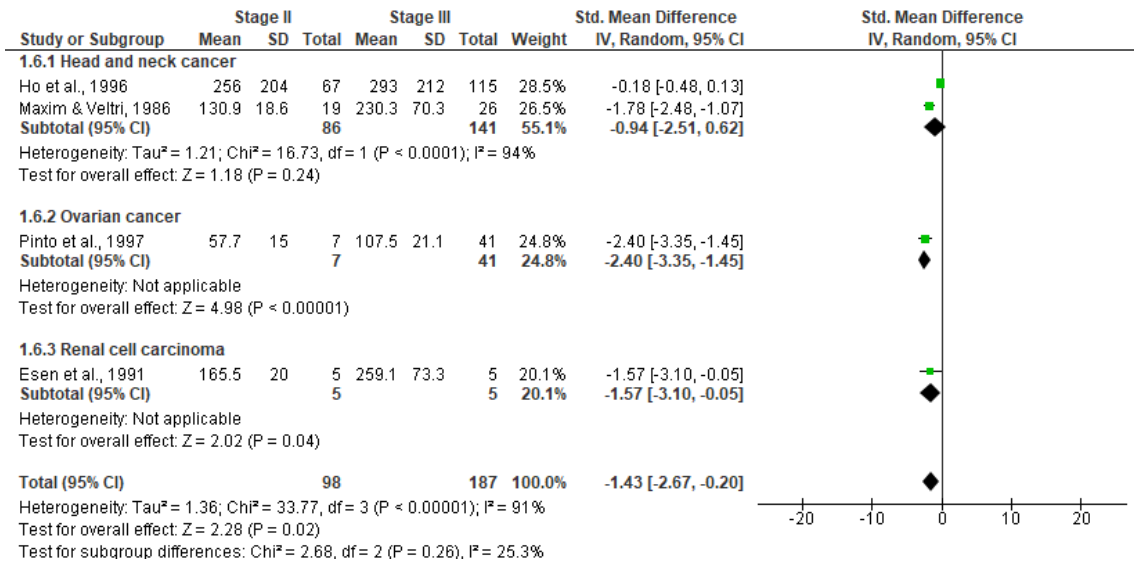 Stage II Stage III Std. Mean Difference Std. Mean Difference
Study or Subgroup Mean SD Total Mean SD Total Weight IV, Random, 95% CI IV, Random, 95% CI
1.6.1 Head and neck cancer
Ho et al., 1996 256 204 67 293 212 115 28.5% -0.18 [-0.48, 0.13]
Maxim & Veltri, 1986 130.9 18.6 19 230.3 70.3 26 26.5% -1.78 [-2.48, -1.07]
Subtotal (95% CI) 86 141 55.1% -0.94 [-2.51, 0.62]
Heterogeneity: Tau² = 1.21; Chi² = 16.73, df = 1 (P < 0.0001); I² = 94%
Test for overall effect: Z = 1.18 (P = 0.24)
1.6.2 Ovarian cancer
Pinto et al., 1997 57.7 15 7 107.5 21.1 41 24.8% -2.40 [-3.35, -1.45]
Subtotal (95% CI) 7 41 24.8% -2.40 [-3.35, -1.45]
Heterogeneity: Not applicable
Test for overall effect: Z = 4.98 (P < 0.00001)
1.6.3 Renal cell carcinoma
Esen et al., 1991 165.5 20 5 259.1 73.3 5 20.1% -1.57 [-3.10, -0.05]
Subtotal (95% CI) 5 5 20.1% -1.57 [-3.10, -0.05]
Heterogeneity: Not applicable
Test for overall effect: Z = 2.02 (P = 0.04)
Total (95% CI) 98 187 100.0% -1.43 [-2.67, -0.20]
Heterogeneity: Tau² = 1.36; Chi² = 33.77, df = 3 (P < 0.00001); I² = 91%
Test for overall effect: Z = 2.28 (P = 0.02)
Test for subgroup differences: Chi² = 2.68, df = 2 (P = 0.26), I² = 25.3%
-20 -10 0 10 20